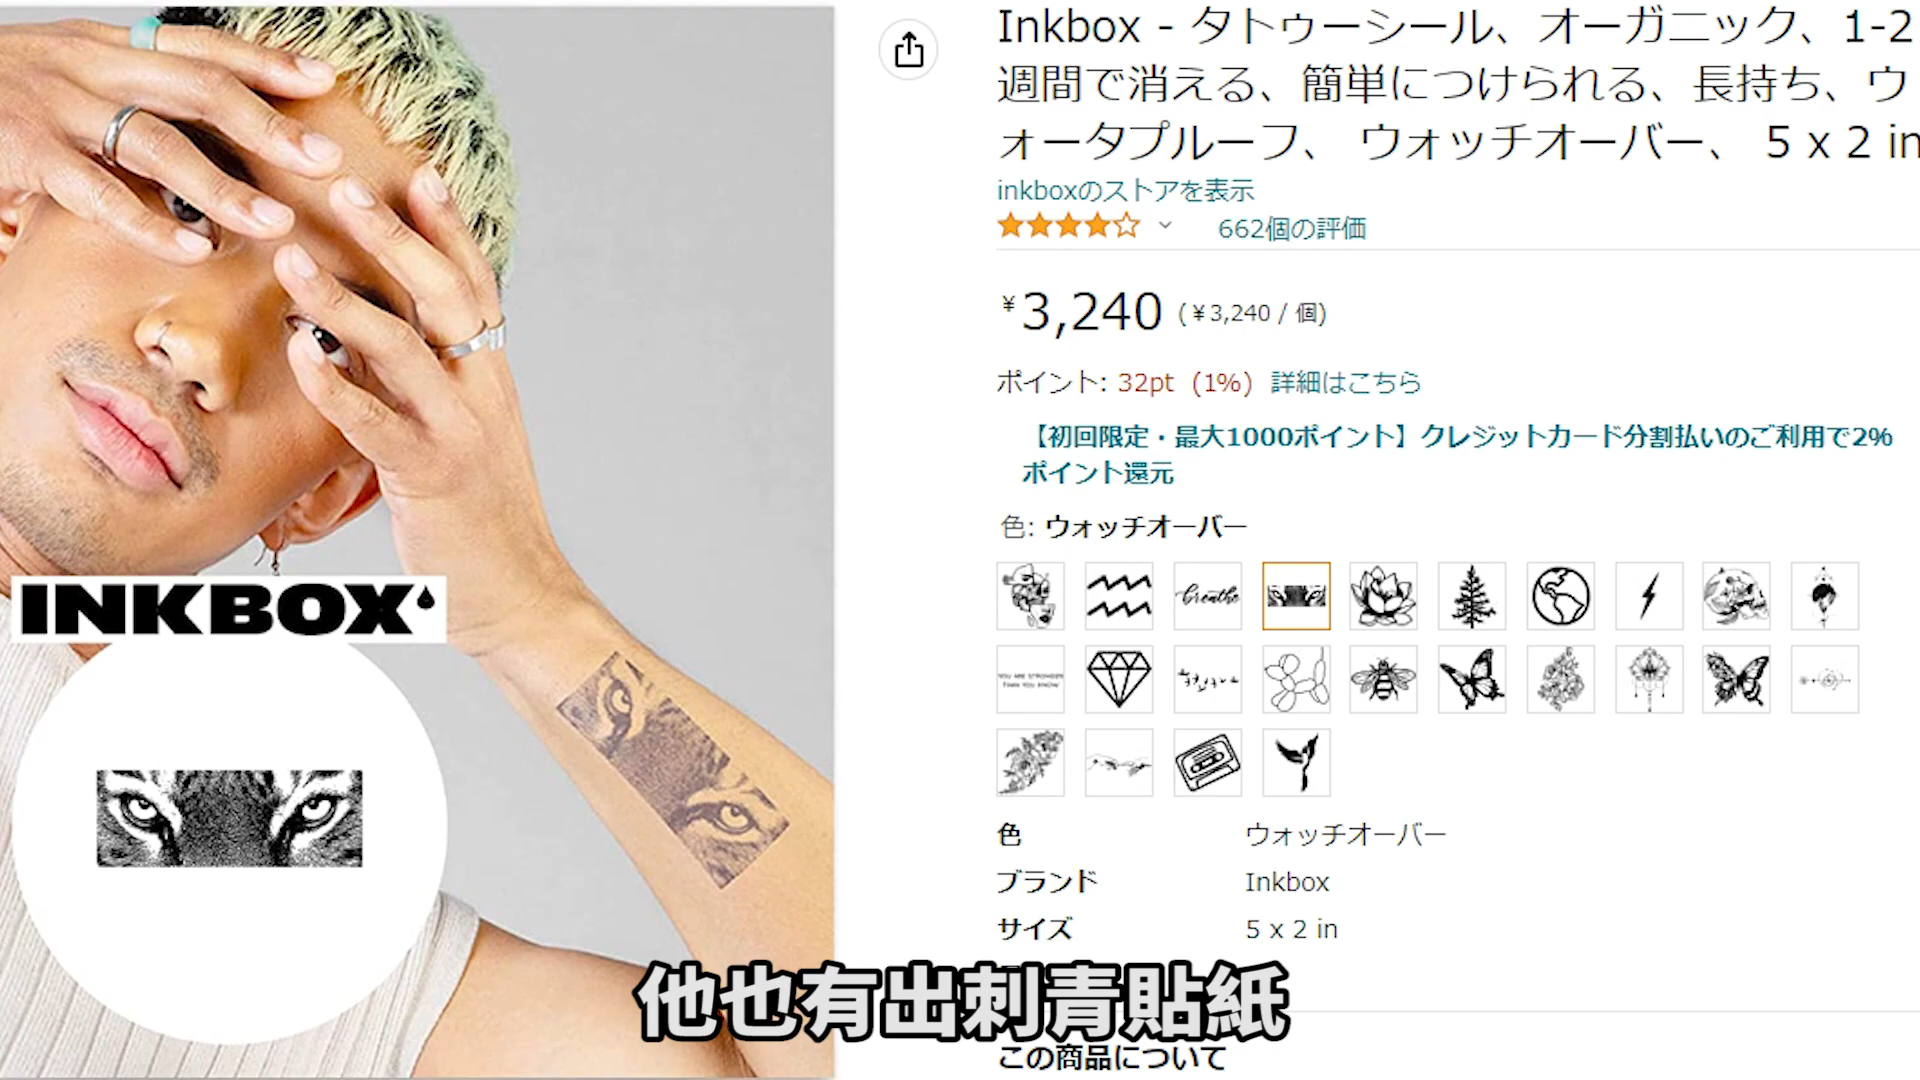 Inkbox - タトゥーシール、オーガニック、1-2
週間で消える、簡単につけられる、長持ち、ウ
ォータプルーフ、 ウォッチオーバー、 5 x 2 in
inkboxのストアを表示
662個の評価
¥3,240 (¥3,240 / 個)
ポイント: 32pt (1%) 詳細はこちら
【初回限定・最大1000ポイント】クレジットカード分割払いのご利用で2%
ポイント還元
色: ウォッチオーバー
breathe
YOU ARE STRONGER
THAN YOU KNOW
色 ウォッチオーバー
ブランド Inkbox
サイズ 5 x 2 in
この商品について
INKBOX
他也有出刺青貼紙